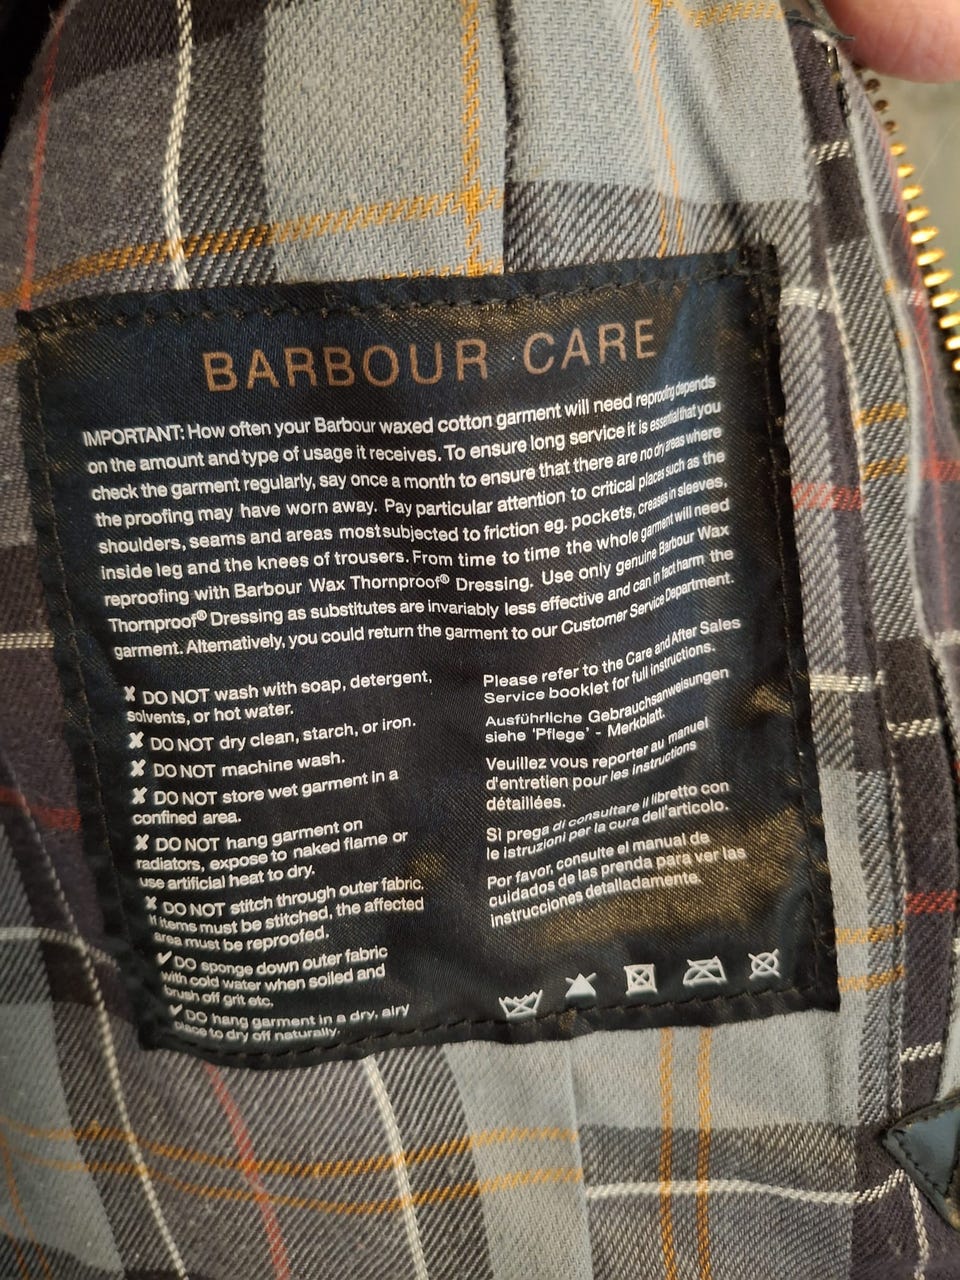 BARBOUR CARE
IMPORTANT: How often your Barbour waxed cotton garment will need reproofing depends
on the amount and type of usage it receives. To ensure long service it is essential that you
check the garment regularly, say once a month to ensure that there are no dry areas where
the proofing may have worn away. Pay particular attention to critical places such as the
shoulders, seams and areas most subjected to friction eg. pockets, creases in sleeves,
inside leg and the knees of trousers. From time to time the whole garment will need
reproofing with Barbour Wax Thornproof® Dressing. Use only genuine Barbour Wax
Thornproof® Dressing as substitutes are invariably less effective and can in fact harm the
garment. Alternatively, you could return the garment to our Customer Service Department.
✘ DO NOT wash with soap, detergent,
solvents, or hot water.
✘ DO NOT dry clean, starch, or iron.
✘ DO NOT machine wash.
✘ DO NOT store wet garment in a
confined area.
✘ DO NOT hang garment on
radiators, expose to naked flame or
use artificial heat to dry.
✘ DO NOT stitch through outer fabric.
If items must be stitched, the affected
area must be reproofed.
✔ DO sponge down outer fabric
with cold water when soiled and
brush off grit etc.
✔ DO hang garment in a dry, airy
place to dry off naturally.
Please refer to the Care and After Sales
Service booklet for full instructions.
Ausführliche Gebrauchsanweisungen
siehe 'Pflege' - Merkblatt.
Veuillez vous reporter au manuel
d'entretien pour les instructions
détaillées.
Si prega di consultare il libretto con
le istruzioni per la cura dell'articolo.
Por favor, consulte el manual de
cuidados de las prenda para ver las
instrucciones detalladamente.